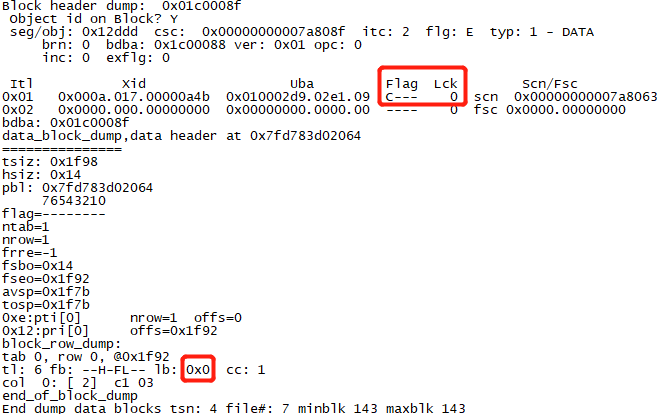 Block header dump:  0x01c0008f
 Object id on Block? Y
 seg/obj: 0x12ddd  csc:  0x00000000007a808f  itc: 2  flg: E  typ: 1 - DATA
     brn: 0  bdba: 0x1c00088 ver: 0x01 opc: 0
     inc: 0  exflg: 0
 Itl           Xid                  Uba         Flag  Lck        Scn/Fsc
0x01   0x000a.017.00000a4b  0x010002d9.02e1.09  C---    0  scn  0x00000000007a8063
0x02   0x0000.000.00000000  0x00000000.0000.00  ----    0  fsc 0x0000.00000000
bdba: 0x01c0008f
data_block_dump,data header at 0x7fd783d02064
===============
tsiz: 0x1f98
hsiz: 0x14
pbl: 0x7fd783d02064
     76543210
flag=--------
ntab=1
nrow=1
frre=-1
fsbo=0x14
fseo=0x1f92
avsp=0x1f7b
tosp=0x1f7b
0xe:pti[0]      nrow=1  offs=0
0x12:pri[0]     offs=0x1f92
block_row_dump:
tab 0, row 0, @0x1f92
tl: 6 fb: --H-FL-- lb: 0x0  cc: 1
col  0: [ 2]  c1 03
end_of_block_dump
End dump data blocks tsn: 4 file#: 7 minblk 143 maxblk 143